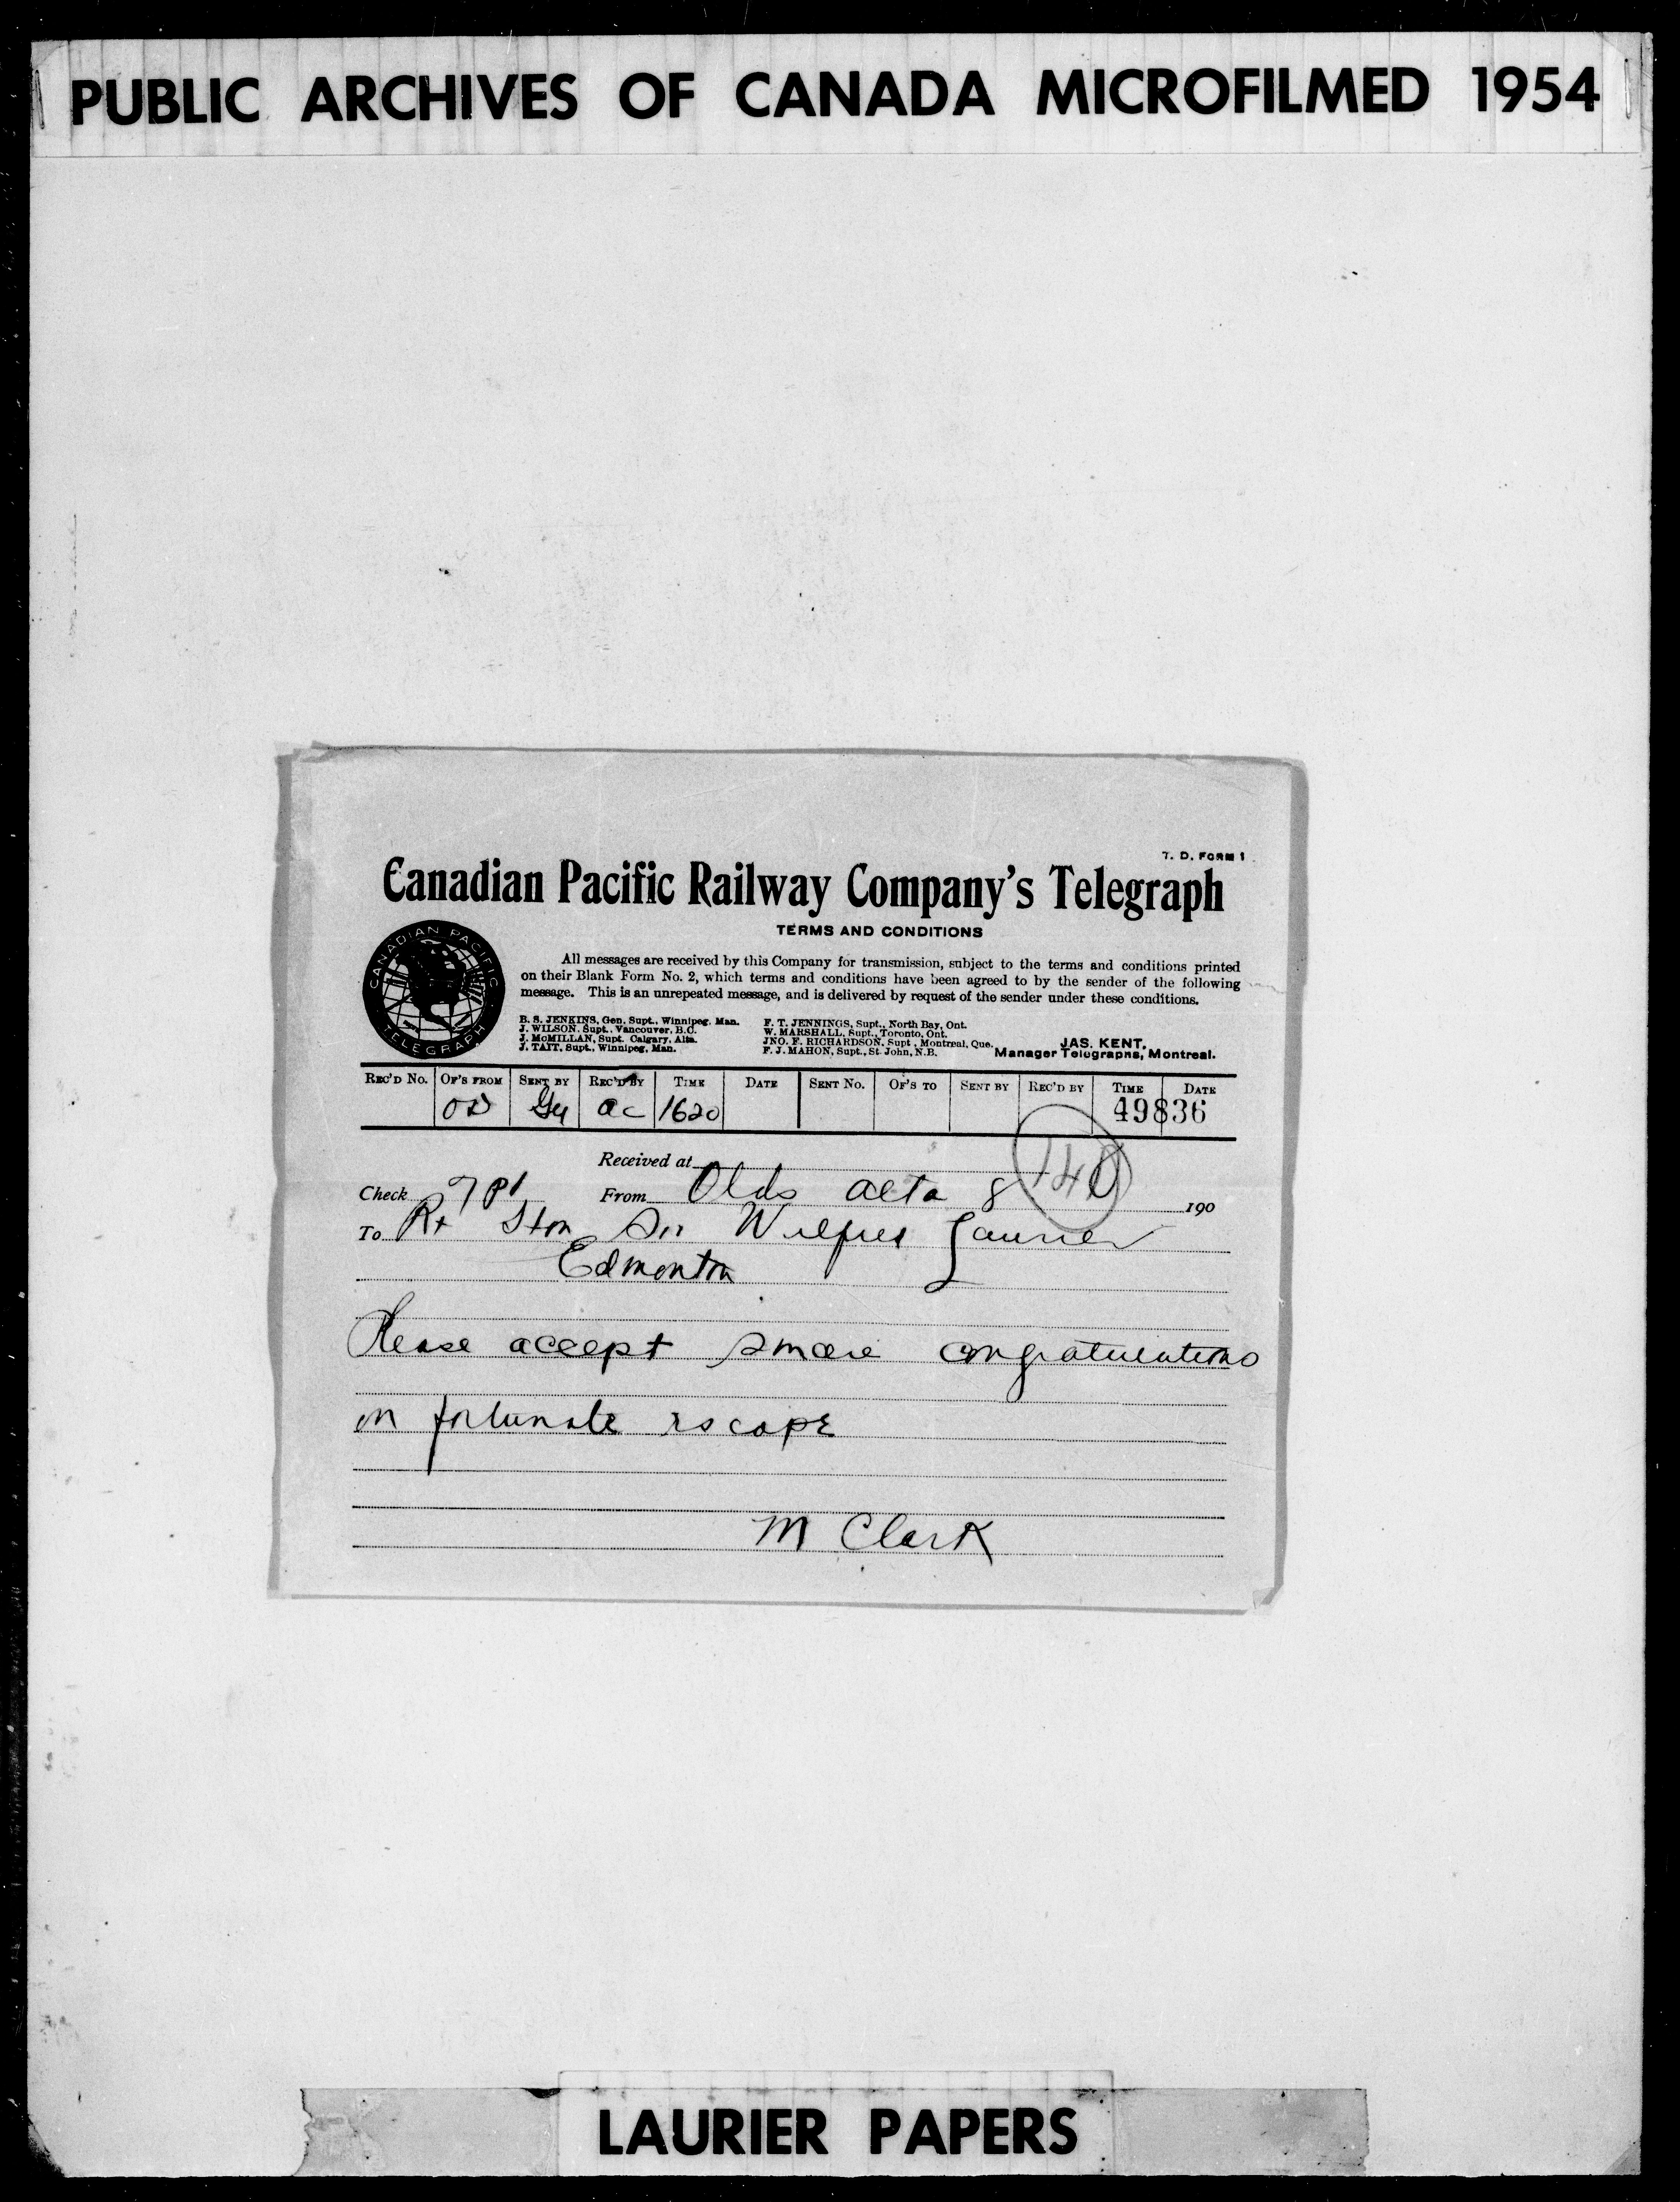 PUBLIC ARCHIVES OF CANADA MICROFILMED 1954
T. D. FORM 1
Canadian Pacific Railway Company's Telegraph
TERMS AND CONDITIONS
CANADIAN PACIFIC
TELEGRAPH
All messages are received by this Company for transmission, subject to the terms and conditions printed
on their Blank Form No. 2, which terms and conditions have been agreed to by the sender of the following
message. This is an unrepeated message, and is delivered by request of the sender under these conditions.
B. S. JENKINS, Gen. Supt., Winnipeg, Man.
J. WILSON, Supt., Vancouver, B.C.
J. McMILLAN, Supt. Calgary, Alta.
J. TAIT, Supt., Winnipeg, Man.
F. T. JENNINGS, Supt., North Bay, Ont.
W. MARSHALL, Supt., Toronto, Ont.
JNO. F. RICHARDSON, Supt., Montreal, Que.
F. J. MAHON, Supt., St. John, N.B.
JAS. KENT,
Manager Telegraphs, Montreal.
REC'D No. OF'S FROM SENT BY REC'D BY TIME DATE SENT No. OF'S TO SENT BY REC'D BY TIME DATE
OD Gy ac 1620 49836
Received at
140
Check 7 Pd From Olds alta 8 190
To Rt Hon Sir Wilfred Laurier
Edmonton
Please accept sincere congratulations
on fortunate escape
M Clark
LAURIER PAPERS